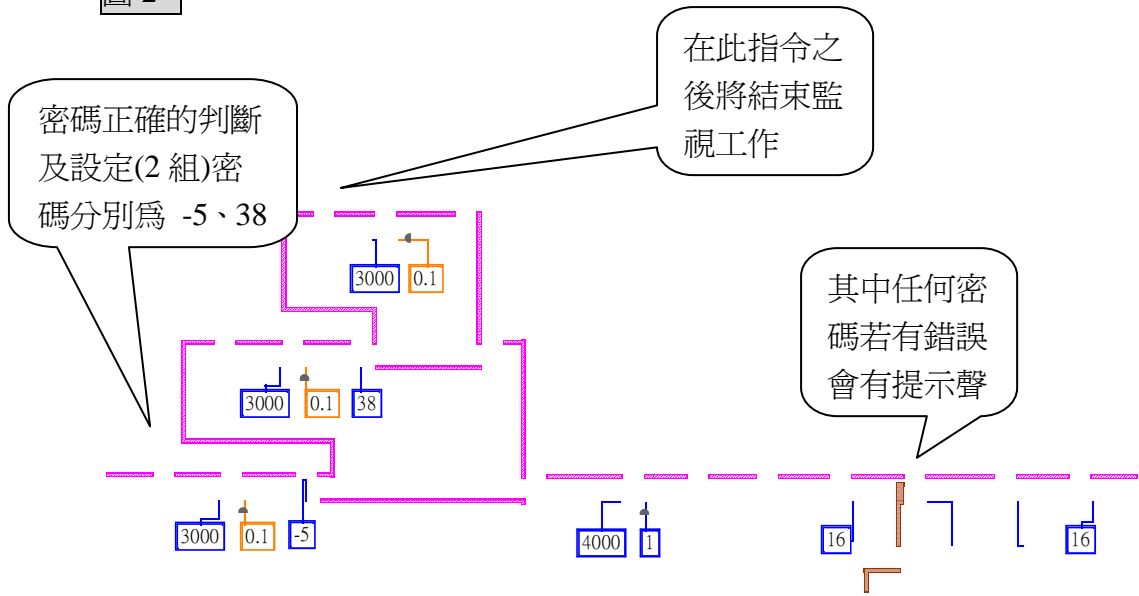 圖 2
在此指令之
後將結束監
視工作
密碼正確的判斷
及設定(2 組)密
碼分別為 -5、38
3000 0.1
其中任何密
碼若有錯誤
會有提示聲
3000 0.1 38
3000 0.1 -5
4000 1
16
16